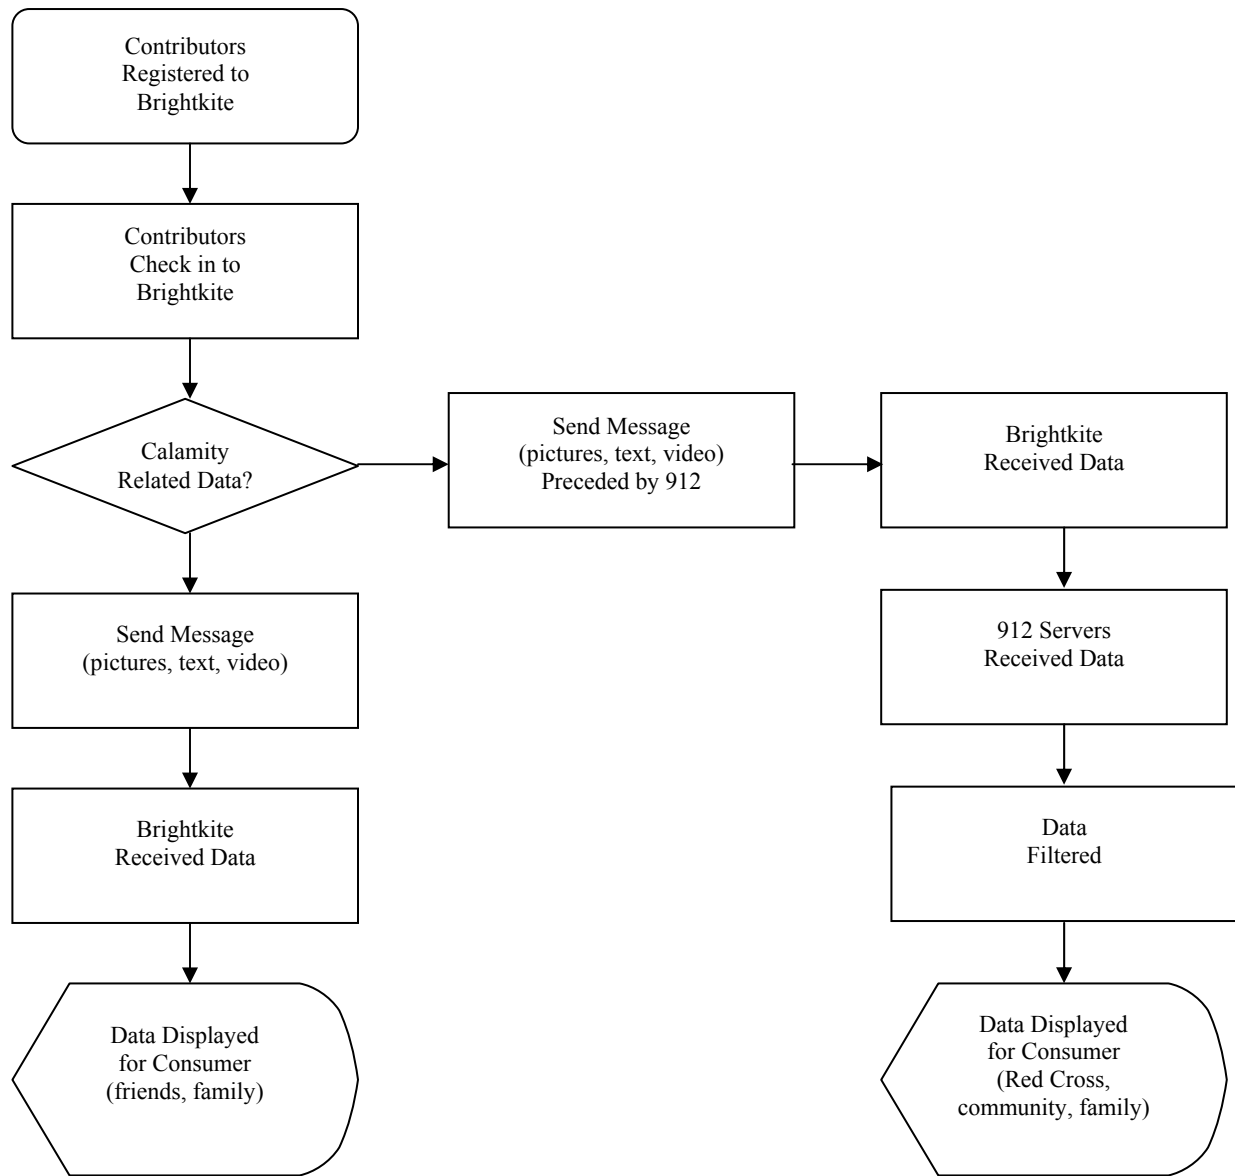 Contributors
Registered to
Brightkite
Contributors
Check in to
Brightkite
Calamity
Related Data?
Send Message
(pictures, text, video)
Preceded by 912
Brightkite
Received Data
Send Message
(pictures, text, video)
912 Servers
Received Data
Brightkite
Received Data
Data
Filtered
Data Displayed
for Consumer
(friends, family)
Data Displayed
for Consumer
(Red Cross,
community, family)